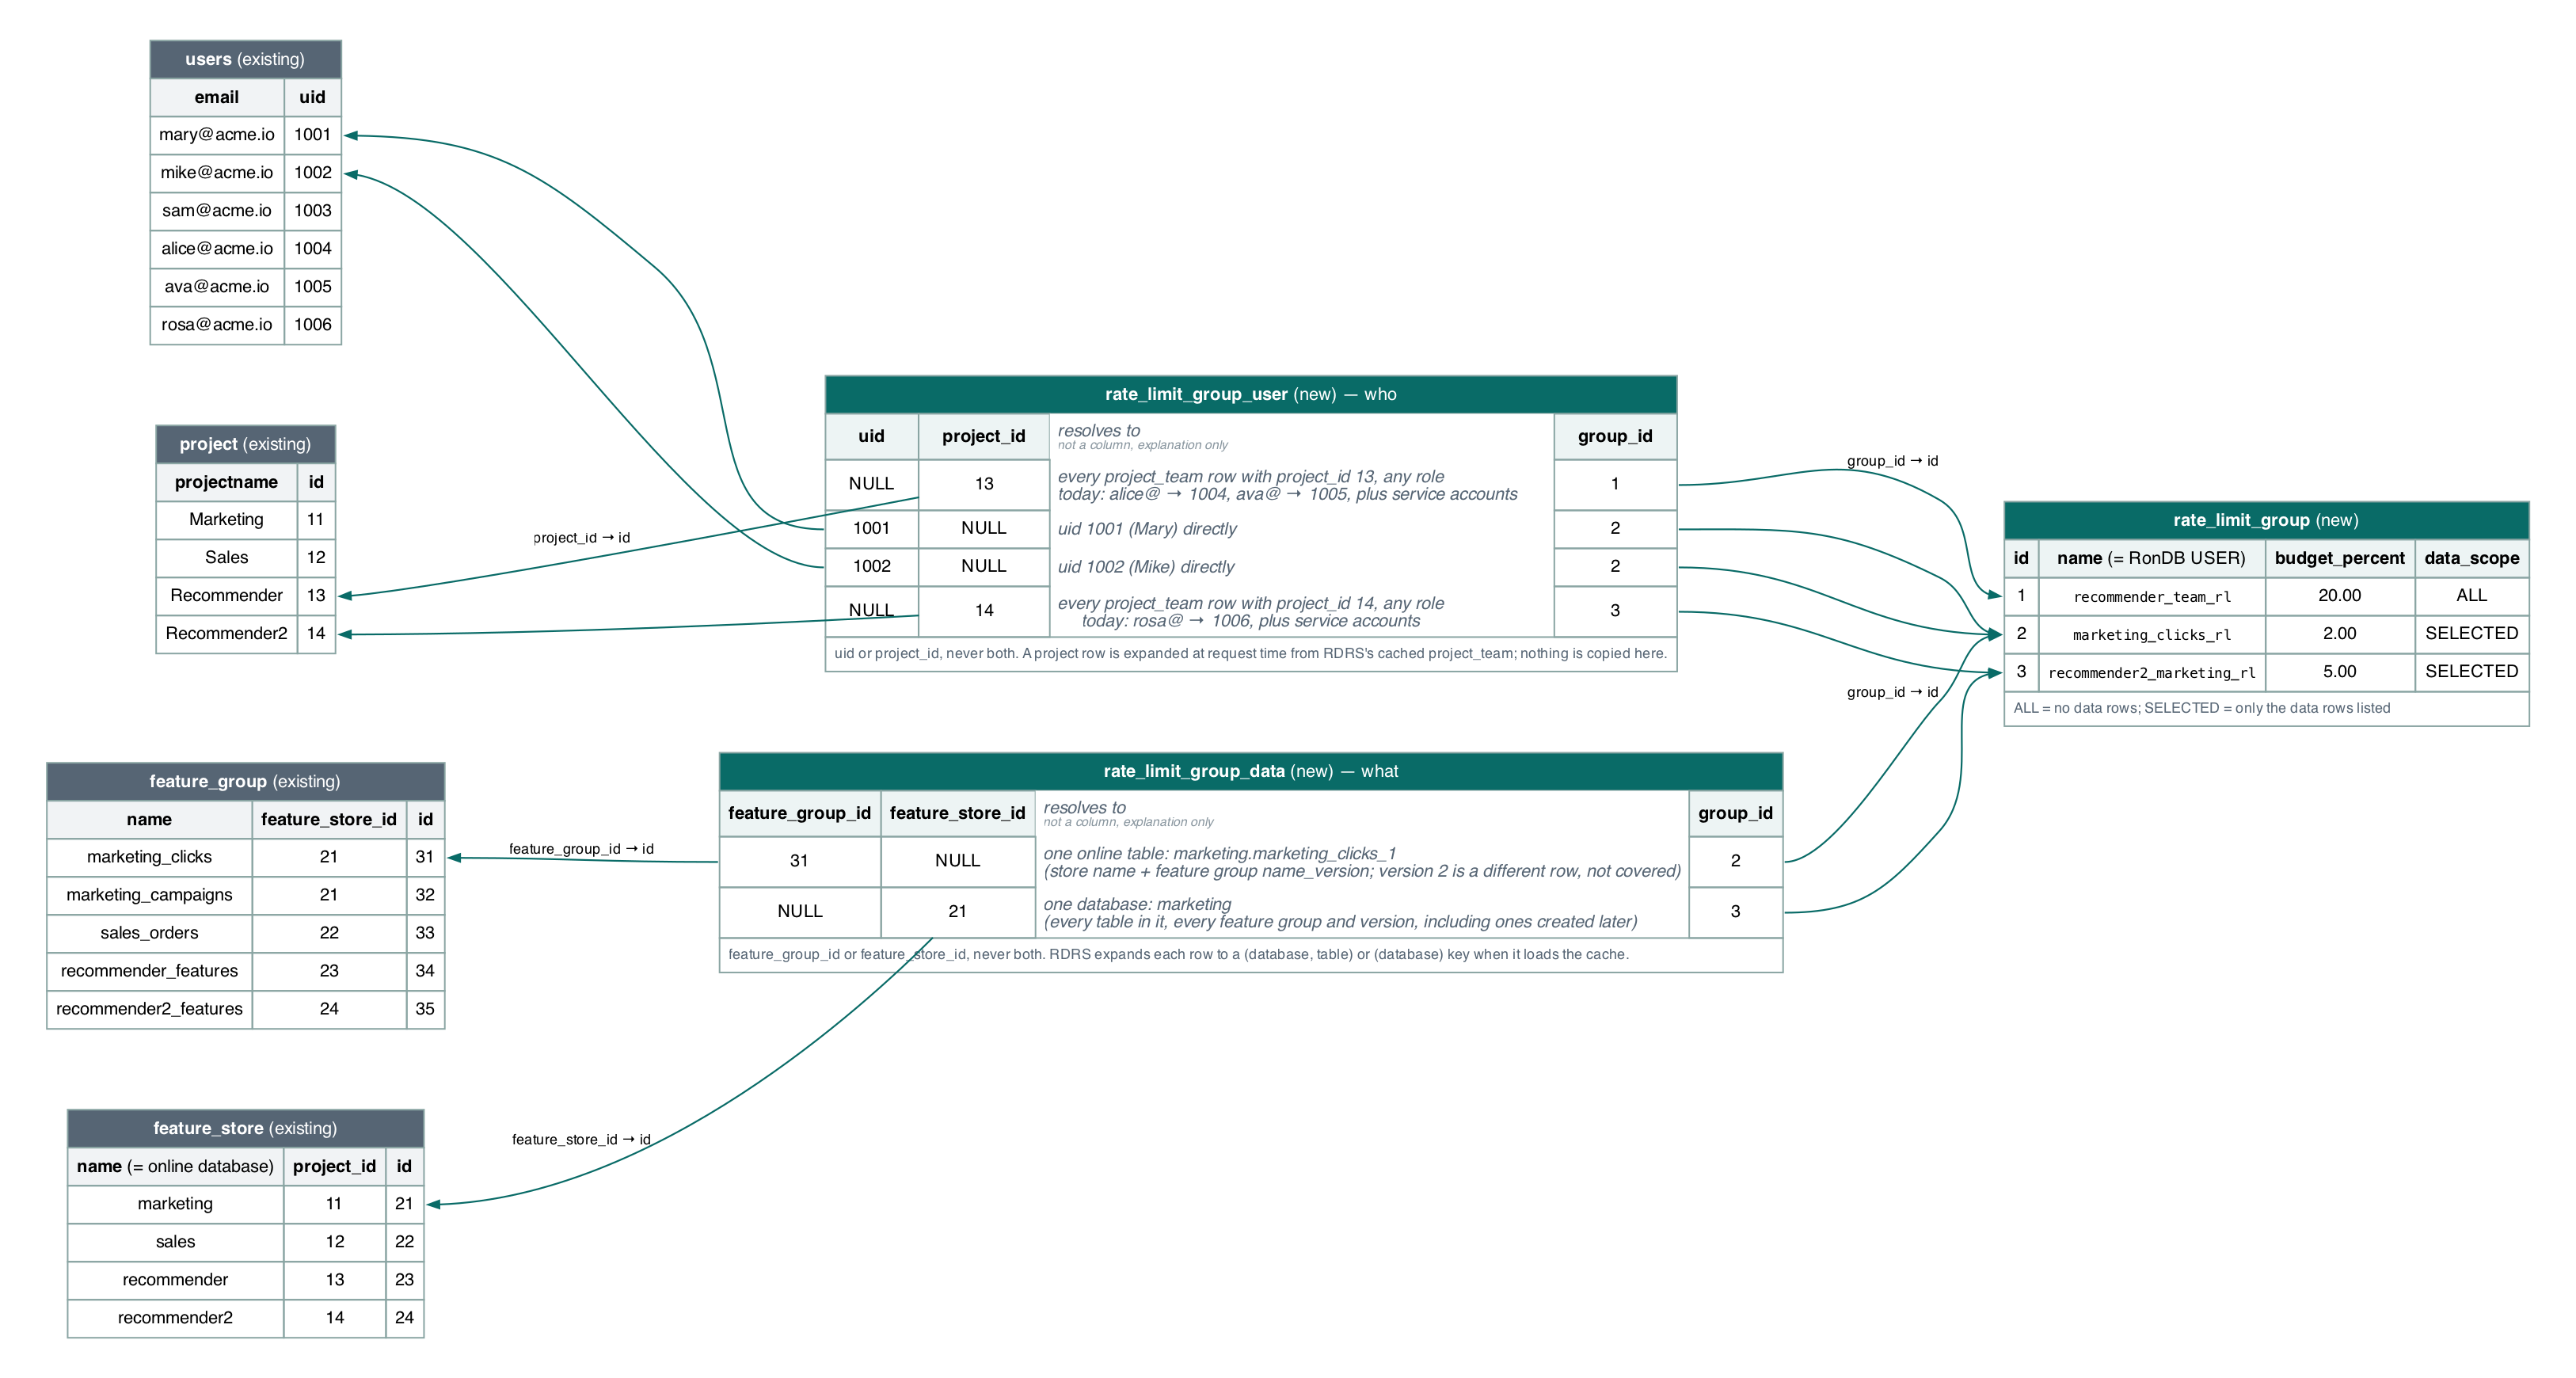 users (existing)
email uid
mary@acme.io 1001
mike@acme.io 1002
sam@acme.io 1003
alice@acme.io 1004
ava@acme.io 1005
rosa@acme.io 1006
project (existing)
projectname id
Marketing 11
Sales 12
Recommender 13
Recommender2 14
project_id → id
rate_limit_group_user (new) — who
uid project_id resolves to group_id
not a column, explanation only
NULL 13 every project_team row with project_id 13, any role 1
today: alice@ → 1004, ava@ → 1005, plus service accounts
1001 NULL uid 1001 (Mary) directly 2
1002 NULL uid 1002 (Mike) directly 2
NULL 14 every project_team row with project_id 14, any role 3
today: rosa@ → 1006, plus service accounts
uid or project_id, never both. A project row is expanded at request time from RDRS's cached project_team; nothing is copied here.
group_id → id
rate_limit_group (new)
id name (= RonDB USER) budget_percent data_scope
1 recommender_team_rl 20.00 ALL
2 marketing_clicks_rl 2.00 SELECTED
3 recommender2_marketing_rl 5.00 SELECTED
ALL = no data rows; SELECTED = only the data rows listed
group_id → id
feature_group (existing)
name feature_store_id id
marketing_clicks 21 31
marketing_campaigns 21 32
sales_orders 22 33
recommender_features 23 34
recommender2_features 24 35
feature_group_id → id
rate_limit_group_data (new) — what
feature_group_id feature_store_id resolves to group_id
not a column, explanation only
31 NULL one online table: marketing.marketing_clicks_1 2
(store name + feature group name_version; version 2 is a different row, not covered)
NULL 21 one database: marketing 3
(every table in it, every feature group and version, including ones created later)
feature_group_id or feature_store_id, never both. RDRS expands each row to a (database, table) or (database) key when it loads the cache.
feature_store_id → id
feature_store (existing)
name (= online database) project_id id
marketing 11 21
sales 12 22
recommender 13 23
recommender2 14 24